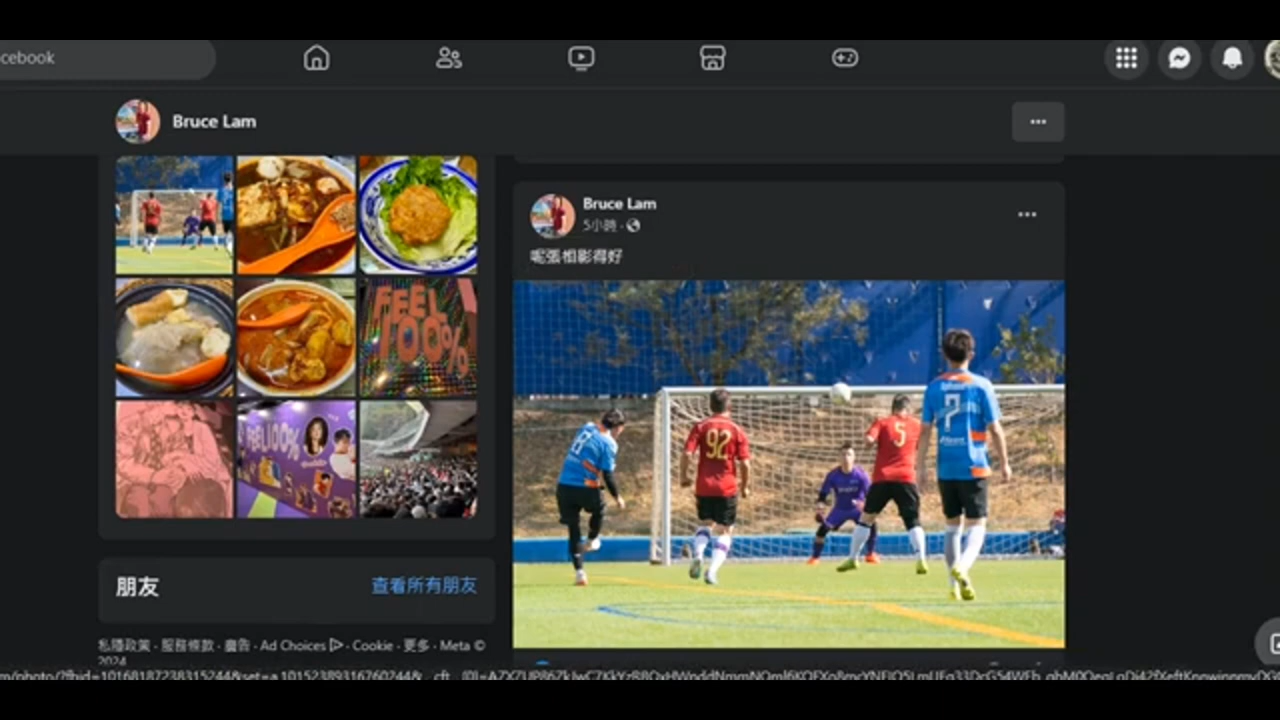 cebook
Bruce Lam
Bruce Lam
5小時
呢張相影得好
FEEL
100%
FEEL100%
8
92
5
7
朋友
查看所有朋友
私隱政策 · 服務條款 · 廣告 · Ad Choices · Cookie · 更多 · Meta ©
2024